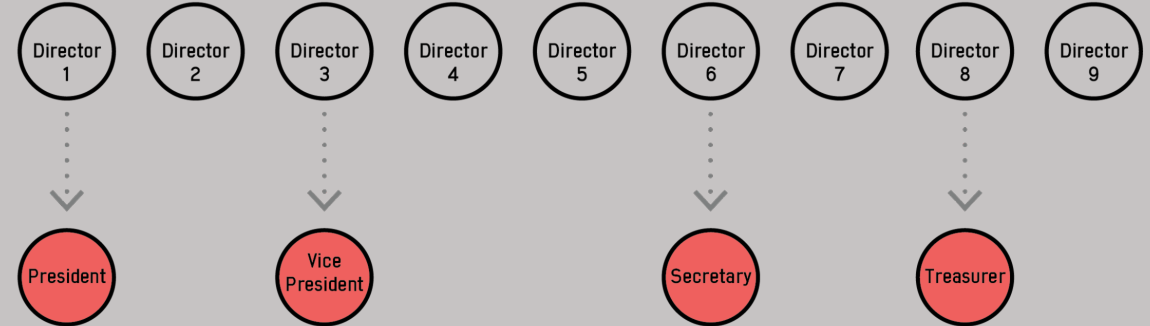 Director
1
Director
2
Director
3
Director
4
Director
5
Director
6
Director
7
Director
8
Director
9
President
Vice
President
Secretary
Treasurer